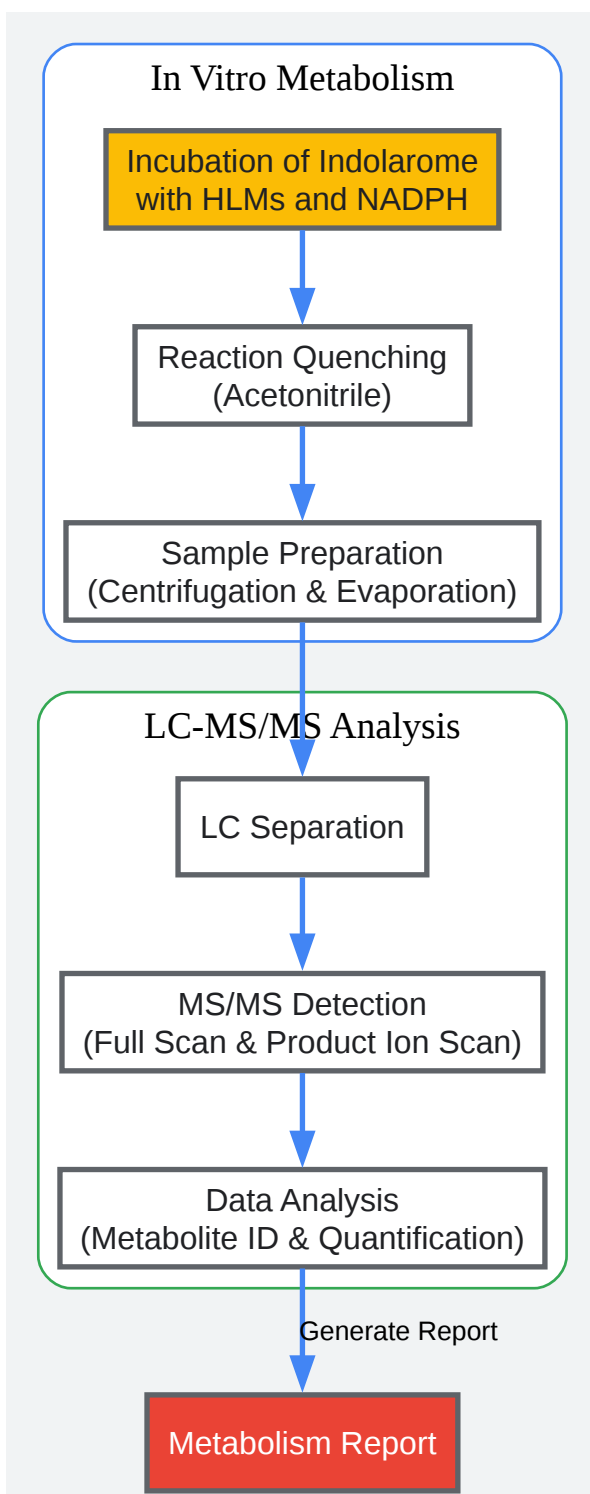 In Vitro Metabolism
Incubation of Indolarome
with HLMs and NADPH
Reaction Quenching
(Acetonitrile)
Sample Preparation
(Centrifugation & Evaporation)
LC-MS/MS Analysis
LC Separation
MS/MS Detection
(Full Scan & Product Ion Scan)
Data Analysis
(Metabolite ID & Quantification)
Generate Report
Metabolism Report